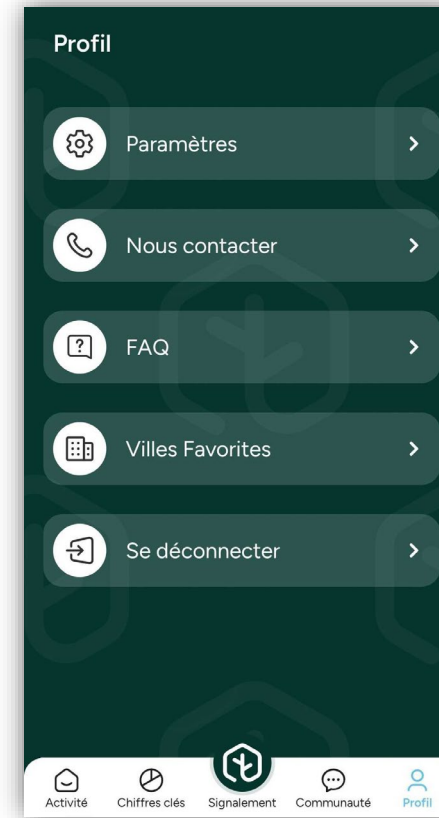 Profil
Paramètres
Nous contacter
FAQ
Villes Favorites
Se déconnecter
Activité
Chiffres clés
Signalement
Communauté
Profil